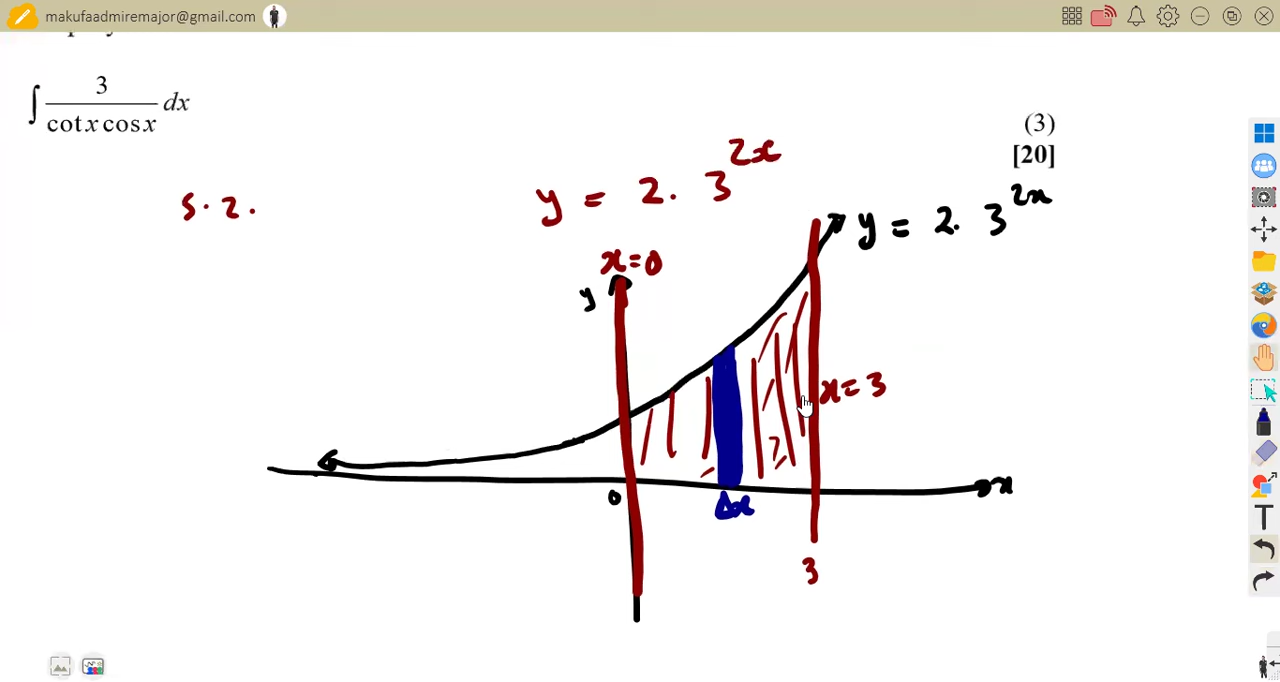 makufaadmiremajor@gmail.com
∫ 3 / (cot x cos x) dx
(3)
[20]
5.2.
y = 2. 3^2x
y = 2. 3^2x
x=0
y
x=3
0
Δx
x
3
T